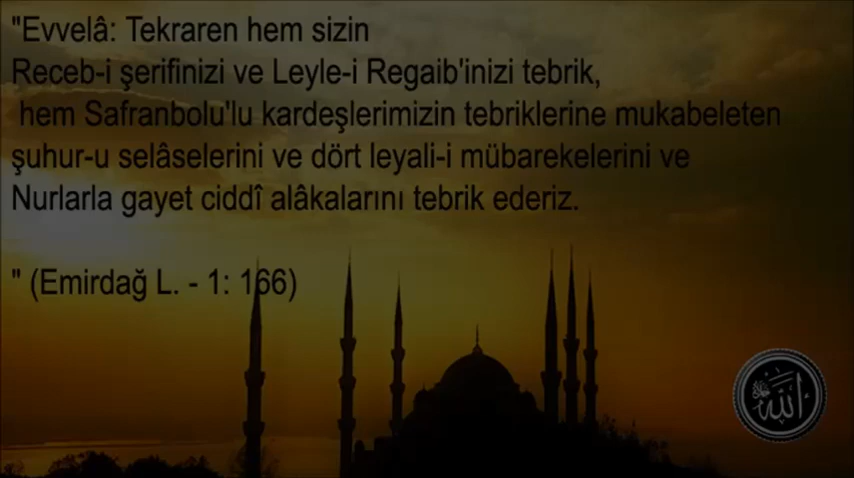 "Evvelâ: Tekraren hem sizin
Receb-i şerifinizi ve Leyle-i Regaib'inizi tebrik,
hem Safranbolu'lu kardeşlerimizin tebriklerine mukabeleten
şuhur-u selâselerini ve dört leyali-i mübarekelerini ve
Nurlarla gayet ciddî alâkalarını tebrik ederiz.
" (Emirdağ L. - 1: 166)
الله